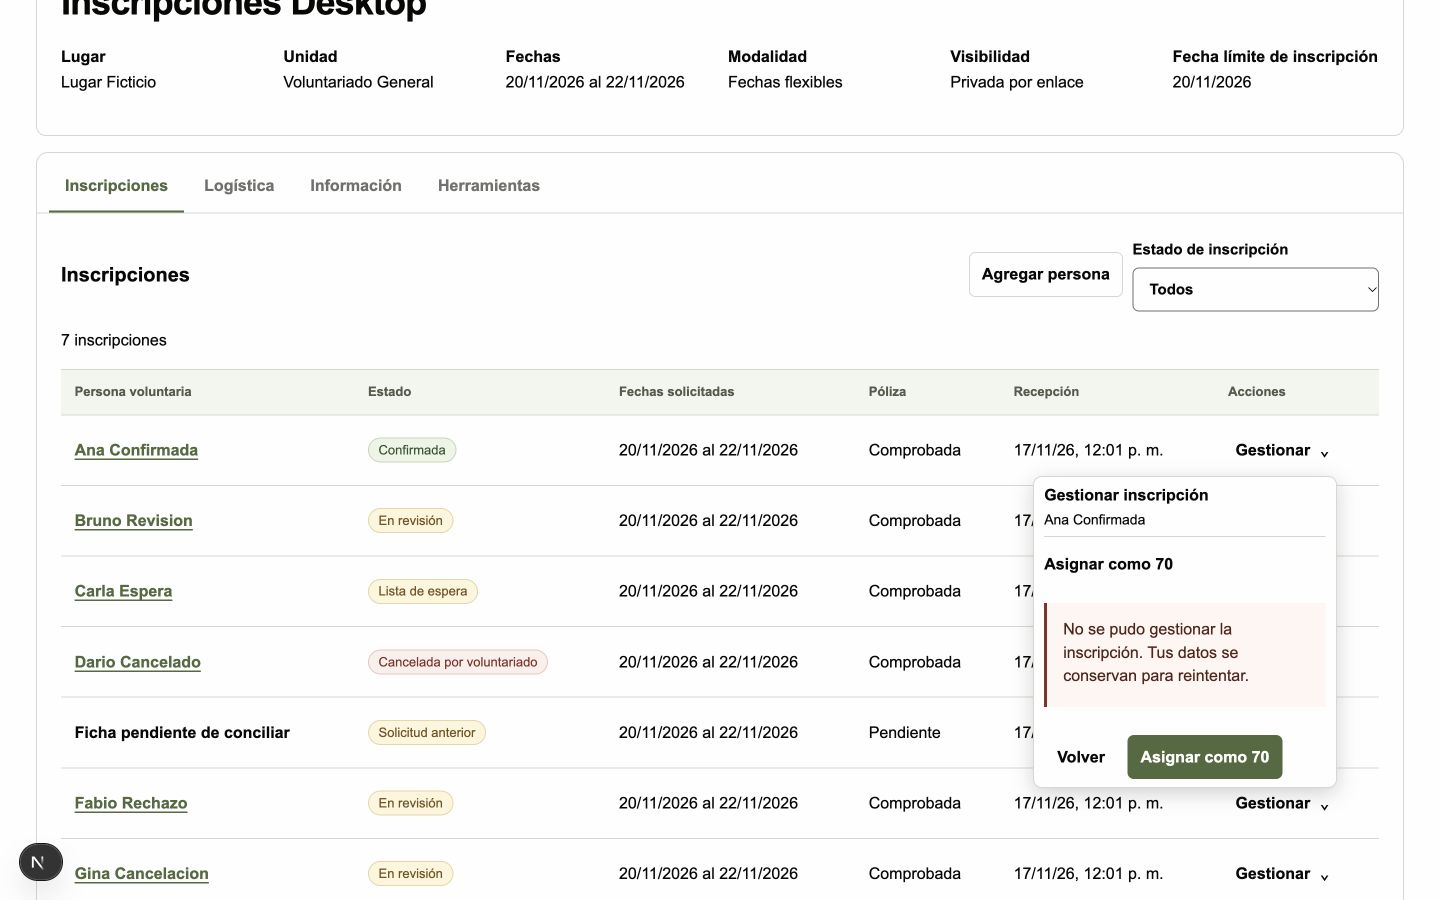 Inscripciones Desktop
Lugar
Lugar Ficticio
Unidad
Voluntariado General
Fechas
20/11/2026 al 22/11/2026
Modalidad
Fechas flexibles
Visibilidad
Privada por enlace
Fecha límite de inscripción
20/11/2026
Inscripciones Logística Información Herramientas
Inscripciones
Agregar persona
Estado de inscripción
Todos
7 inscripciones
Persona voluntaria Estado Fechas solicitadas Póliza Recepción Acciones
Ana Confirmada Confirmada 20/11/2026 al 22/11/2026 Comprobada 17/11/26, 12:01 p. m. Gestionar
Bruno Revision En revisión 20/11/2026 al 22/11/2026 Comprobada 17/
Carla Espera Lista de espera 20/11/2026 al 22/11/2026 Comprobada 17/
Dario Cancelado Cancelada por voluntariado 20/11/2026 al 22/11/2026 Comprobada 17/
Ficha pendiente de conciliar Solicitud anterior 20/11/2026 al 22/11/2026 Pendiente 17/
Fabio Rechazo En revisión 20/11/2026 al 22/11/2026 Comprobada 17/11/26, 12:01 p. m. Gestionar
Gina Cancelacion En revisión 20/11/2026 al 22/11/2026 Comprobada 17/11/26, 12:01 p. m. Gestionar
Gestionar inscripción
Ana Confirmada
Asignar como 70
No se pudo gestionar la
inscripción. Tus datos se
conservan para reintentar.
Volver
Asignar como 70
N